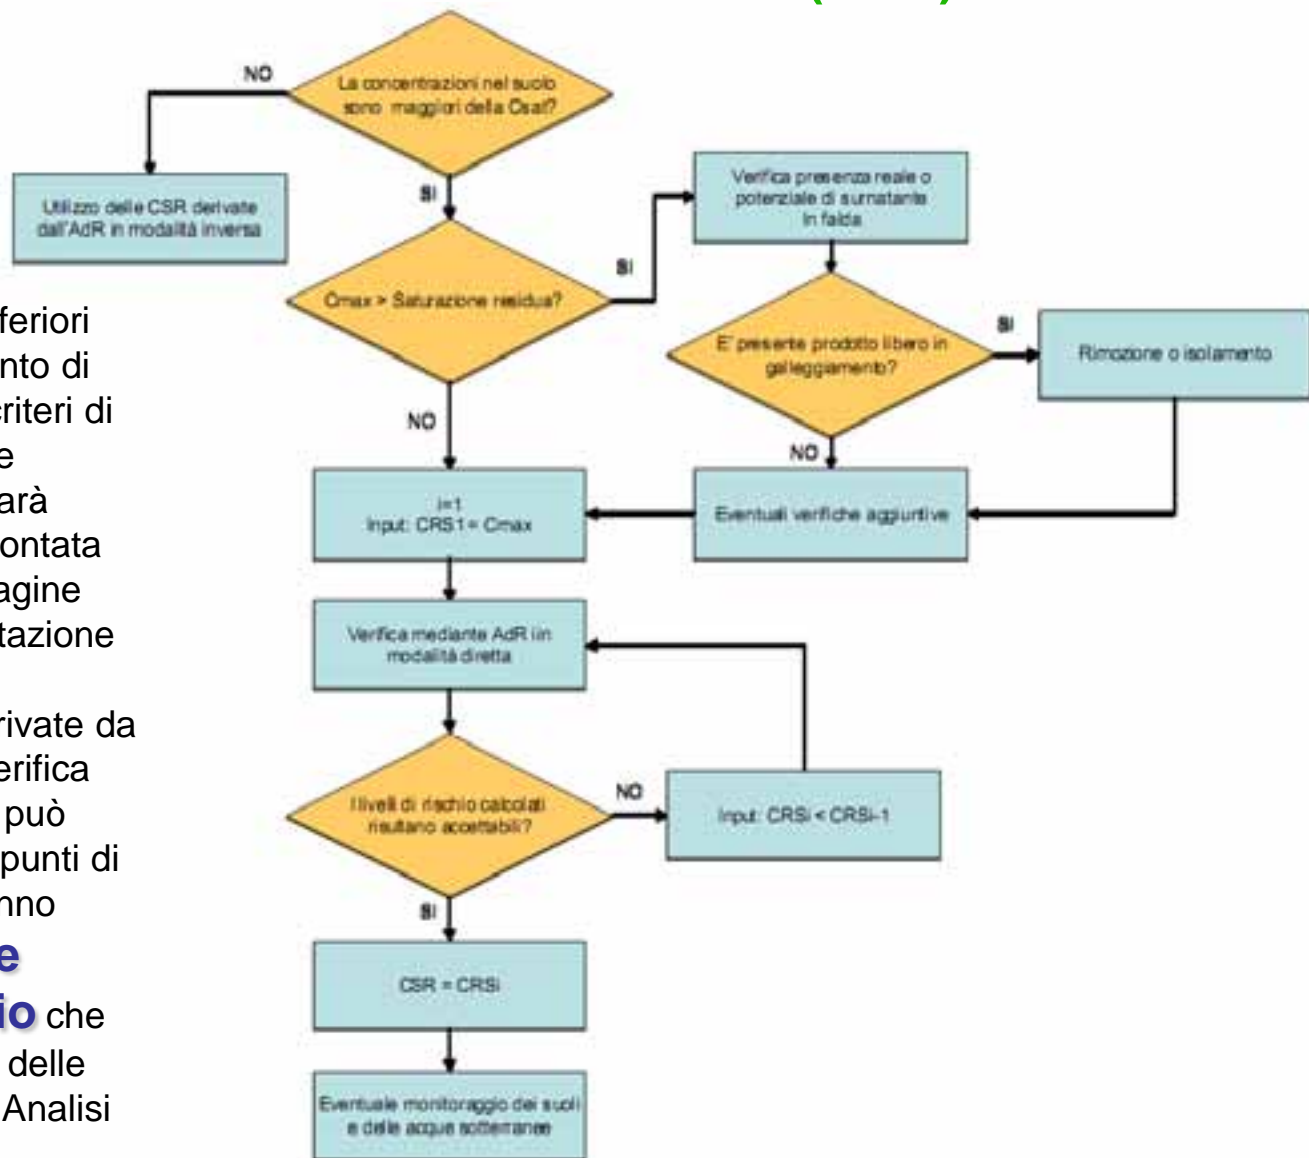 NO
La concentrazioni nel suolo
sono maggiori della Csat?
Utilizzo delle CSR derivate
dall'AdR in modalità inversa
SI
Verifica presenza reale o
potenziale di surnatante
in falda
Cmax > Saturazione residua?
SI
E' presente prodotto libero in
galleggiamento?
SI
Rimozione o isolamento
NO
NO
i=1
Input: CRS1 = Cmax
Eventuali verifiche aggiuntive
Verifica mediante AdR in
modalità diretta
I livelli di rischio calcolati
risultano accettabili?
NO
Input: CRSi < CRSi-1
SI
CSR = CRSi
Eventuale monitoraggio dei suoli
e delle acque sotterranee
feriori
nto di
criteri di
e
arà
ontata
agine
tazione
rivate da
erifica
può
punti di
nno
e
io che
delle
Analisi